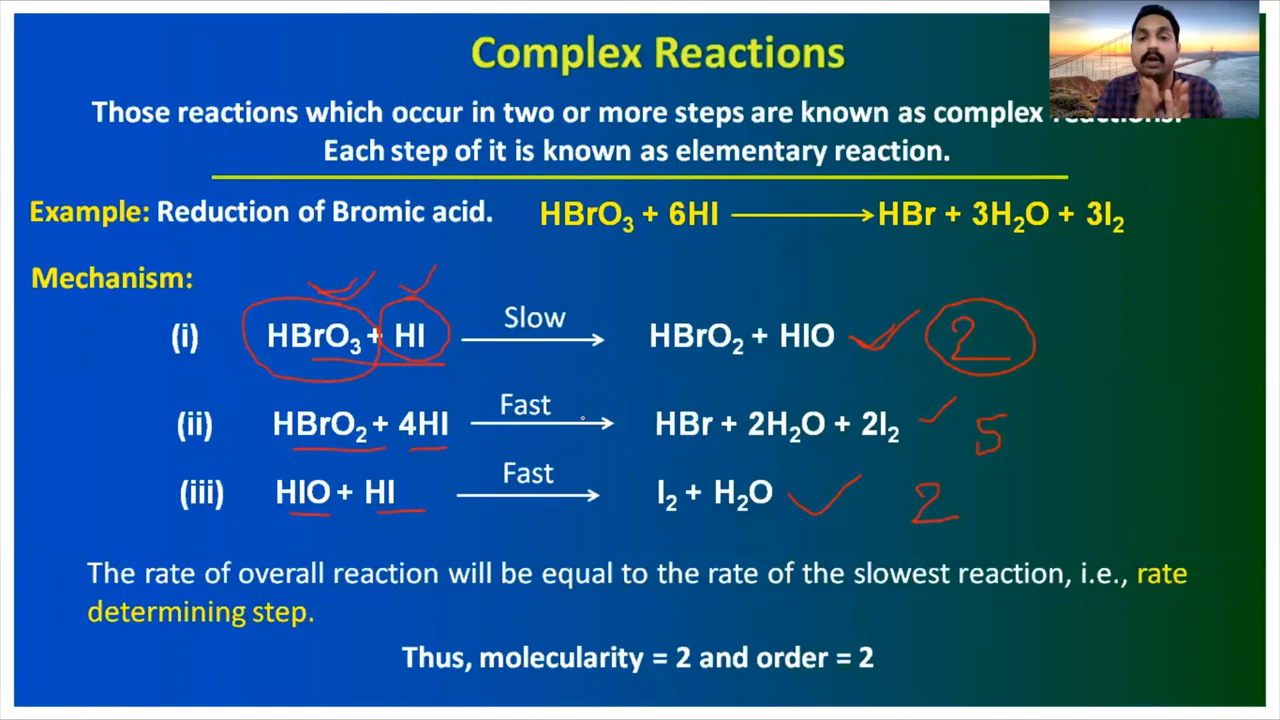 Complex Reactions
Those reactions which occur in two or more steps are known as complex reactions.
Each step of it is known as elementary reaction.
Example: Reduction of Bromic acid. HBrO₃ + 6HI ⟶ HBr + 3H₂O + 3I₂
Mechanism:
(i) HBrO₃ + HI Slow ⟶ HBrO₂ + HIO 2
(ii) HBrO₂ + 4HI Fast ⟶ HBr + 2H₂O + 2I₂ 5
(iii) HIO + HI Fast ⟶ I₂ + H₂O 2
The rate of overall reaction will be equal to the rate of the slowest reaction, i.e., rate
determining step.
Thus, molecularity = 2 and order = 2